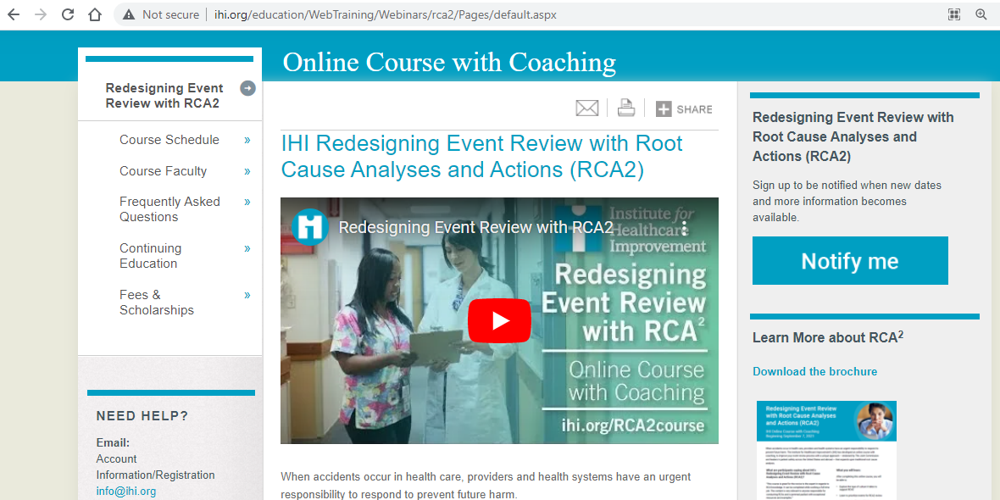 Not secure
ihi.org/education/WebTraining/Webinars/rca2/Pages/default.aspx
Online Course with Coaching
Redesigning Event
Review with RCA2
Course Schedule »
Course Faculty »
Frequently Asked »
Questions
Continuing »
Education
Fees & »
Scholarships
NEED HELP?
Email:
Account
Information/Registration
info@ihi.org
SHARE
IHI Redesigning Event Review with Root
Cause Analyses and Actions (RCA2)
Redesigning Event Review with RCA2
Institute for
Healthcare
Improvement
Redesigning
Event Review
with RCA2
Online Course
with Coaching
ihi.org/RCA2course
When accidents occur in health care, providers and health systems have an urgent
responsibility to respond to prevent future harm.
Redesigning Event Review with
Root Cause Analyses and
Actions (RCA2)
Sign up to be notified when new dates
and more information becomes
available.
Notify me
Learn More about RCA2
Download the brochure
Redesigning Event Review
with Root Cause Analyses
and Actions (RCA2)
IHI Online Course with Coaching